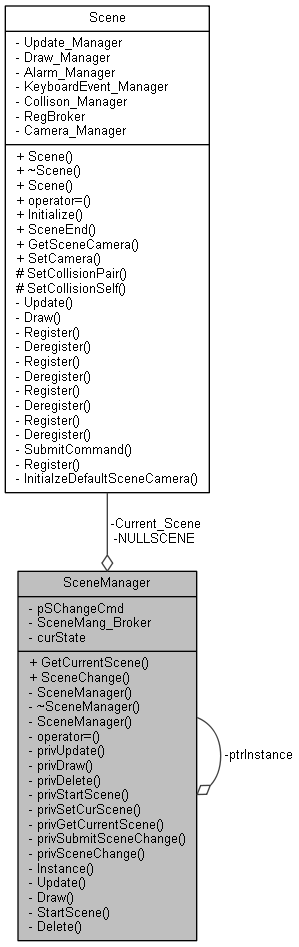 Scene
- Update_Manager
- Draw_Manager
- Alarm_Manager
- KeyboardEvent_Manager
- Collison_Manager
- RegBroker
- Camera_Manager
+ Scene()
+ ~Scene()
+ Scene()
+ operator=()
+ Initialize()
+ SceneEnd()
+ GetSceneCamera()
+ SetCamera()
# SetCollisionPair()
# SetCollisionSelf()
- Update()
- Draw()
- Register()
- Deregister()
- Register()
- Deregister()
- Register()
- Deregister()
- Register()
- Deregister()
- SubmitCommand()
- Register()
- InitialzeDefaultSceneCamera()
-Current_Scene
-NULLSCENE
SceneManager
- pSChangeCmd
- SceneMang_Broker
- curState
+ GetCurrentScene()
+ SceneChange()
- SceneManager()
- ~SceneManager()
- SceneManager()
- operator=()
- privUpdate()
- privDraw()
- privDelete()
- privStartScene()
- privSetCurScene()
- privGetCurrentScene()
- privSubmitSceneChange()
- privSceneChange()
- Instance()
- Update()
- Draw()
- StartScene()
- Delete()
-ptrInstance